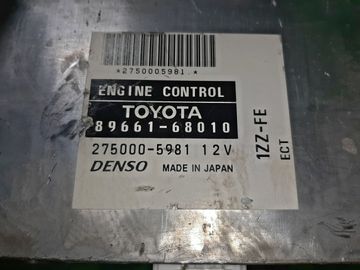 *2750005981.*
ENGINE CONTROL
TOYOTA
89661-68010
275000-5981 12V
DENSO MADE IN JAPAN
1ZZ-FE
ECT